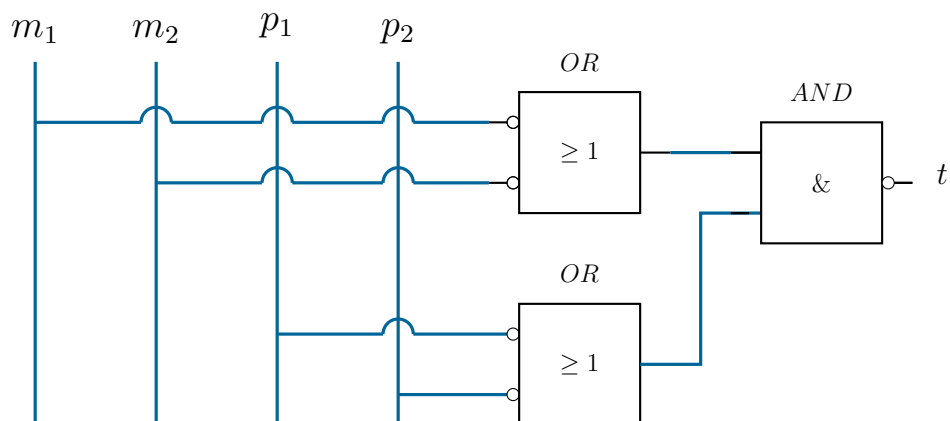 m₁ m₂ p₁ p₂
OR
AND
≥ 1
&
t
OR
≥ 1